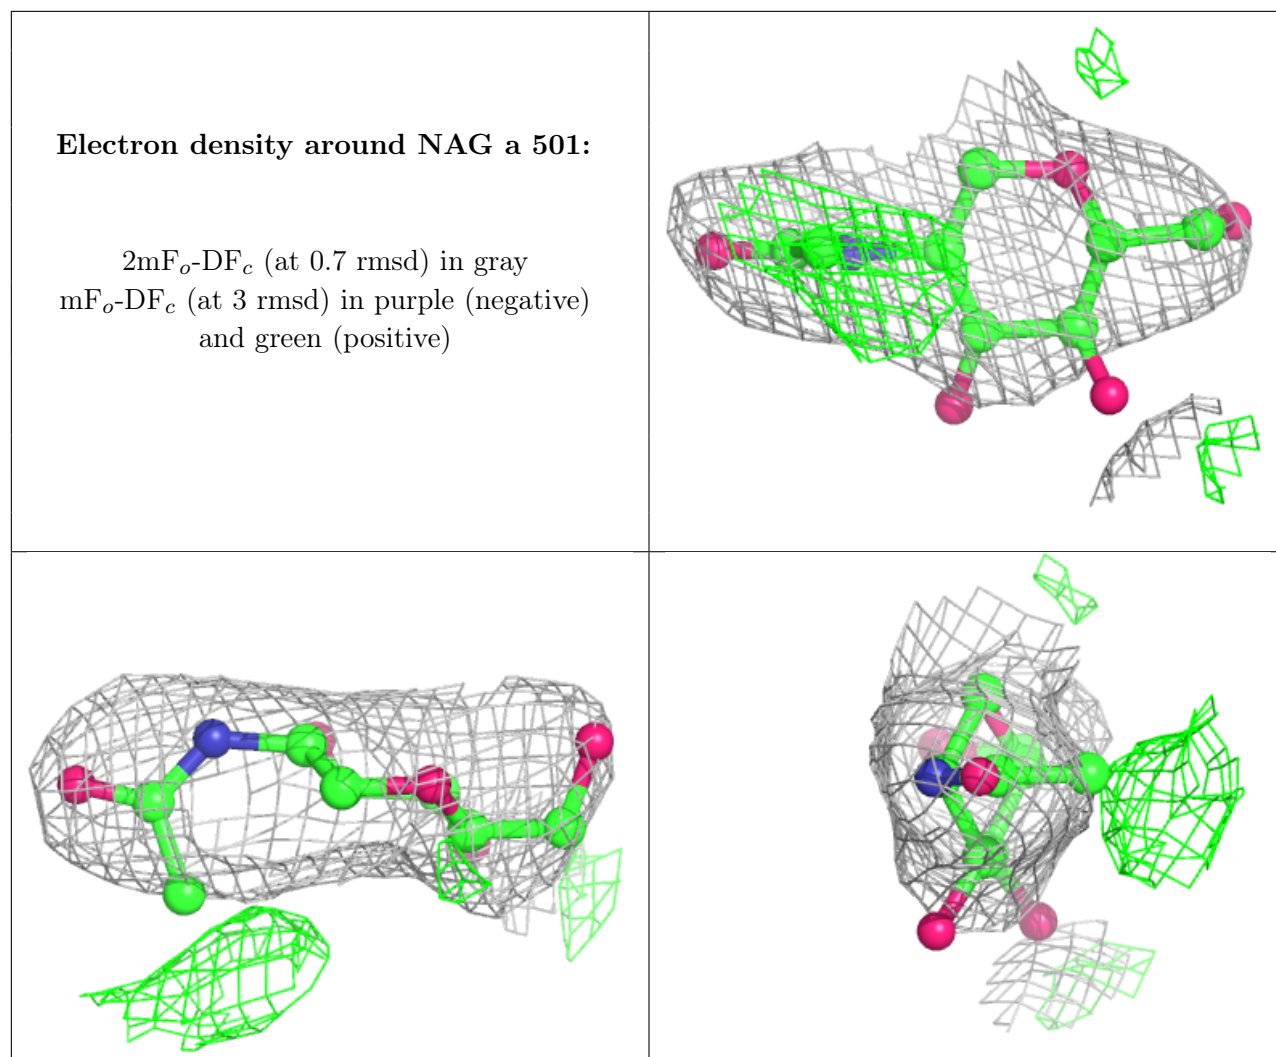 Electron density around NAG a 501:
2mFo-DFc (at 0.7 rmsd) in gray
mFo-DFc (at 3 rmsd) in purple (negative)
and green (positive)